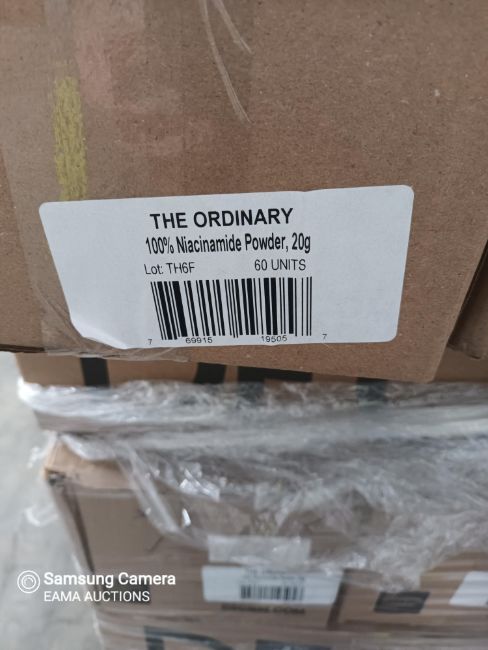 THE ORDINARY
100% Niacinamide Powder, 20g
Lot: TH6F 60 UNITS
7 69915 19505 7
Samsung Camera
EAMA AUCTIONS